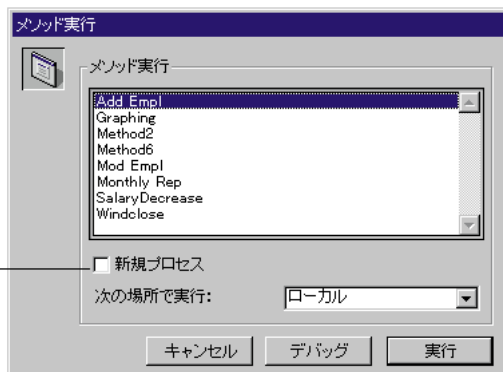 メソッド実行
メソッド実行
Add Empl
Graphing
Method2
Method6
Mod Empl
Monthly Rep
SalaryDecrease
Windclose
新規プロセス
次の場所で実行: ローカル
キャンセル デバッグ 実行